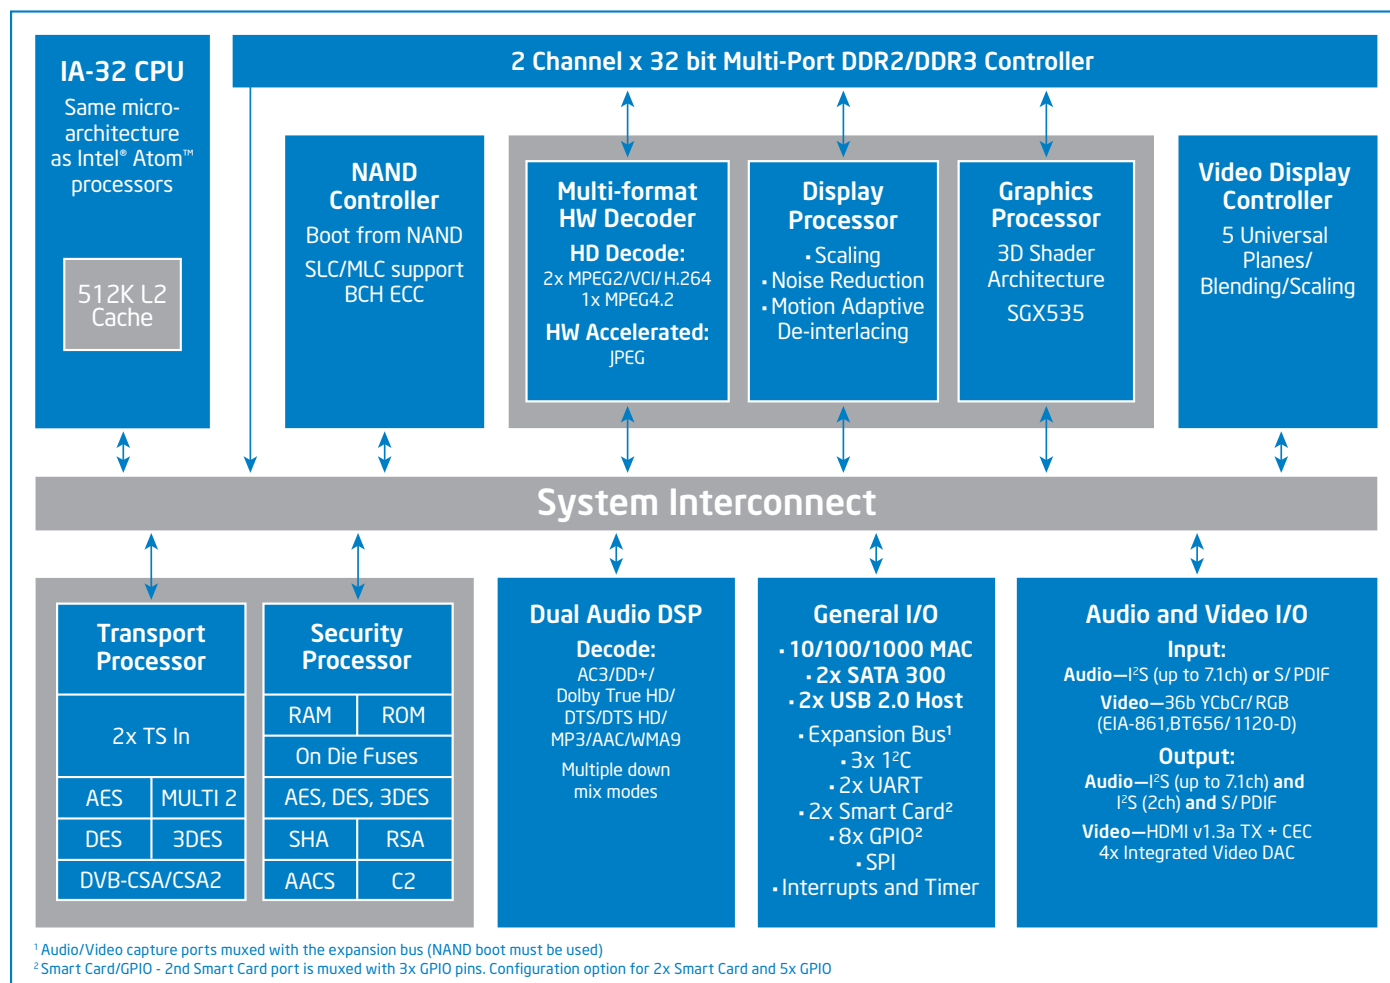 IA-32 CPU
Same micro-
architecture
as Intel® Atom™
processors
512K L2
Cache
2 Channel x 32 bit Multi-Port DDR2/DDR3 Controller
NAND
Controller
Boot from NAND
SLC/MLC support
BCH ECC
Multi-format
HW Decoder
HD Decode:
2x MPEG2/VCI/H.264
1x MPEG4.2
HW Accelerated:
JPEG
Display
Processor
▪ Scaling
▪ Noise Reduction
▪ Motion Adaptive
De-interlacing
Graphics
Processor
3D Shader
Architecture
SGX535
Video Display
Controller
5 Universal
Planes/
Blending/Scaling
System Interconnect
Transport
Processor
2x TS In
AES
MULTI 2
DES
3DES
DVB-CSA/CSA2
Security
Processor
RAM
ROM
On Die Fuses
AES, DES, 3DES
SHA
RSA
AACS
C2
Dual Audio DSP
Decode:
AC3/DD+/
Dolby True HD/
DTS/DTS HD/
MP3/AAC/WMA9
Multiple down
mix modes
General I/O
▪ 10/100/1000 MAC
▪ 2x SATA 300
▪ 2x USB 2.0 Host
▪ Expansion Bus¹
▪ 3x 1²C
▪ 2x UART
▪ 2x Smart Card²
▪ 8x GPIO²
▪ SPI
▪ Interrupts and Timer
Audio and Video I/O
Input:
Audio—I²S (up to 7.1ch) or S/PDIF
Video—36b YCbCr/RGB
(EIA-861,BT656/1120-D)
Output:
Audio—I²S (up to 7.1ch) and
I²S (2ch) and S/PDIF
Video—HDMI v1.3a TX + CEC
4x Integrated Video DAC
¹ Audio/Video capture ports muxed with the expansion bus (NAND boot must be used)
² Smart Card/GPIO - 2nd Smart Card port is muxed with 3x GPIO pins. Configuration option for 2x Smart Card and 5x GPIO